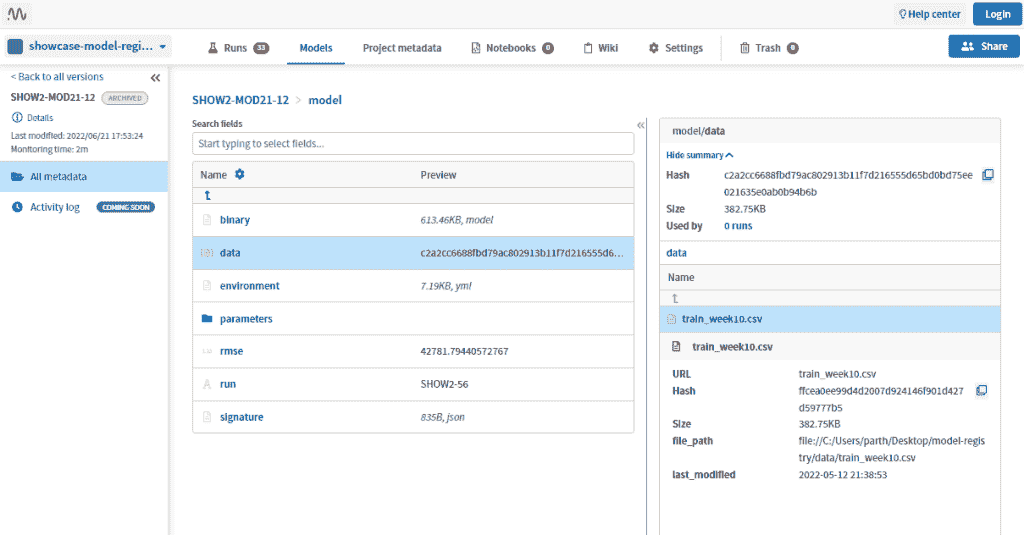 Help center
Login
showcase-model-regi...
Runs 33
Models
Project metadata
Notebooks 0
Wiki
Settings
Trash 0
Share
< Back to all versions
SHOW2-MOD21-12 ARCHIVED
Details
Last modified: 2022/06/21 17:53:24
Monitoring time: 2m
All metadata
Activity log COMING SOON
SHOW2-MOD21-12 > model
Search fields
Start typing to select fields...
Name Preview
binary 613.46KB, model
data c2a2cc6688fbd79ac802913b11f7d216555d6...
environment 7.19KB, yml
parameters
rmse 42781.79440572767
run SHOW2-56
signature 835B, json
model/data
Hide summary
Hash c2a2cc6688fbd79ac802913b11f7d216555d65bd0bd75ee
021635e0ab0b94b6b
Size 382.75KB
Used by 0 runs
data
Name
train_week10.csv
train_week10.csv
URL train_week10.csv
Hash ffcea0ee99d4d2007d924146f901d427
d59777b5
Size 382.75KB
file_path file://C:/Users/parth/Desktop/model-regis
try/data/train_week10.csv
last_modified 2022-05-12 21:38:53